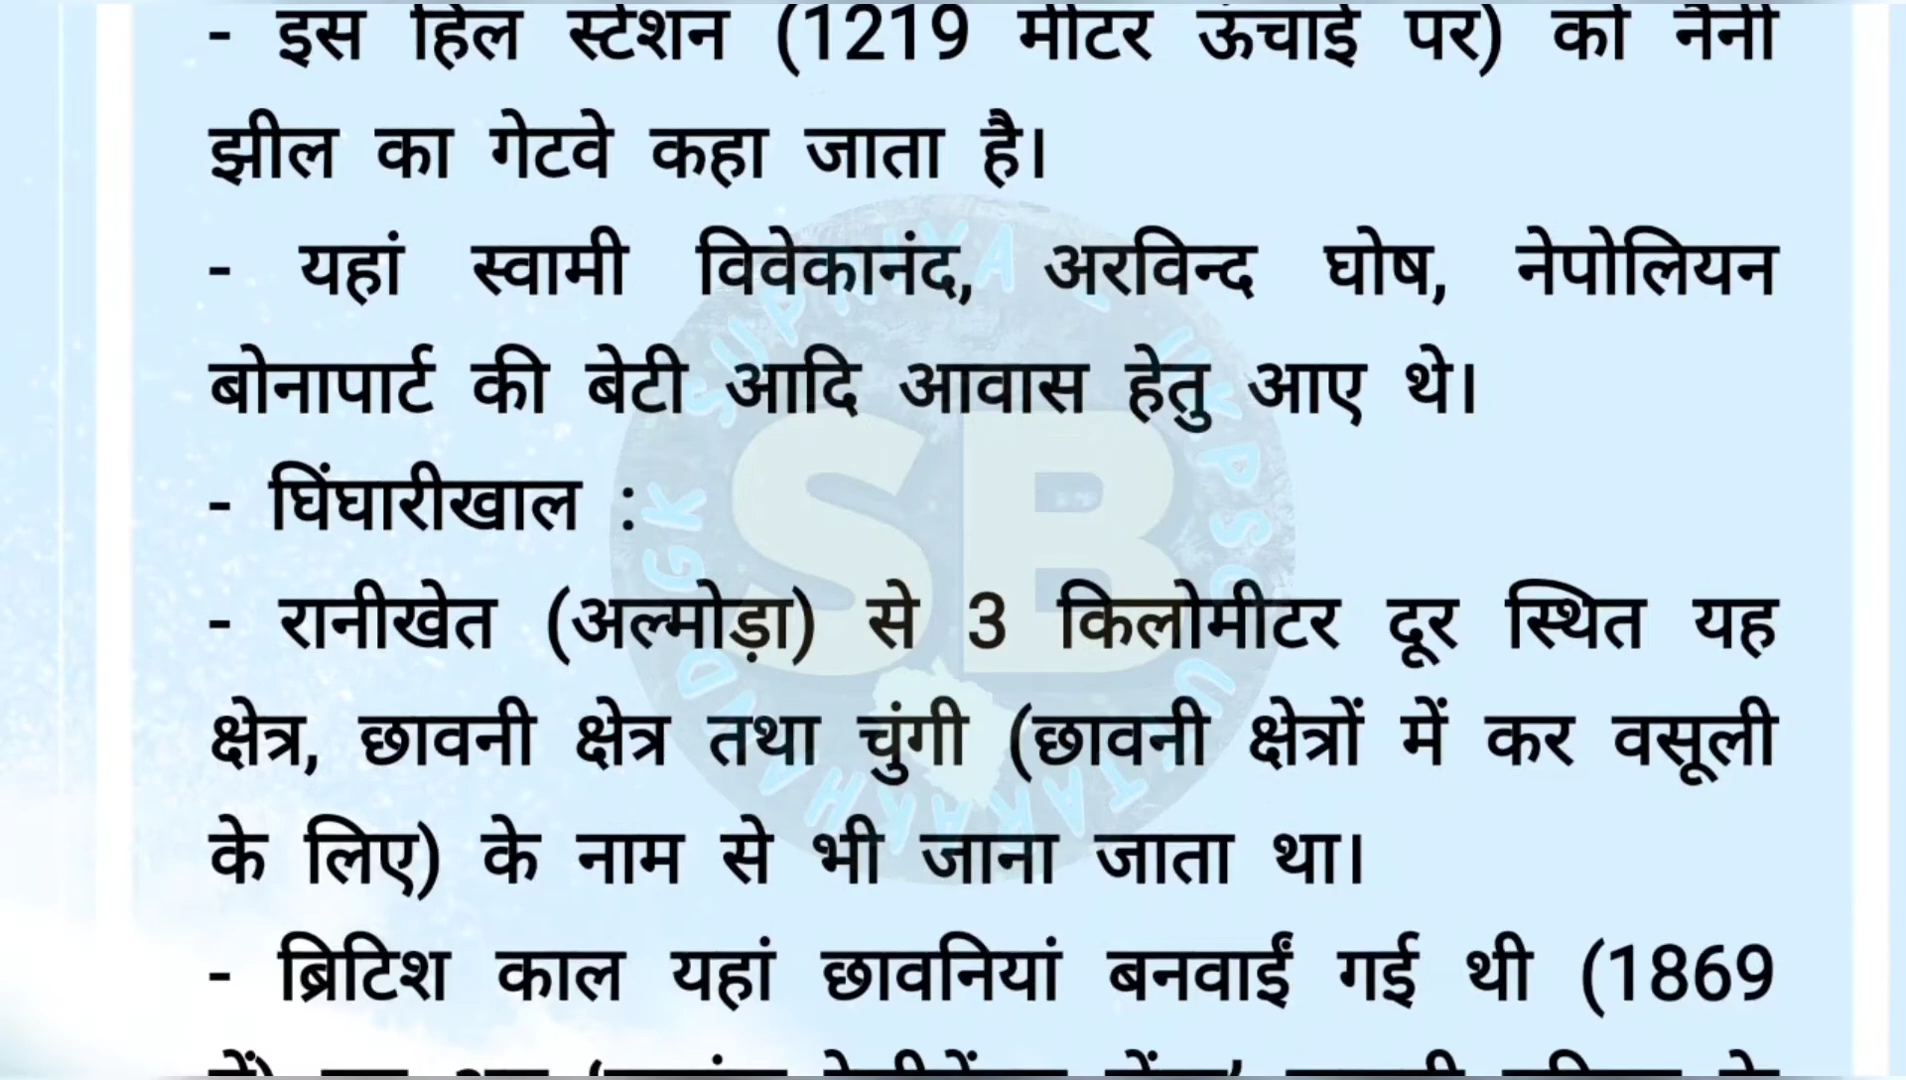 - इस हिल स्टेशन (1219 मीटर ऊंचाई पर) को नैनी
झील का गेटवे कहा जाता है।
- यहां स्वामी विवेकानंद, अरविन्द घोष, नेपोलियन
बोनापार्ट की बेटी आदि आवास हेतु आए थे।
- घिंघारीखाल :
- रानीखेत (अल्मोड़ा) से 3 किलोमीटर दूर स्थित यह
क्षेत्र, छावनी क्षेत्र तथा चुंगी (छावनी क्षेत्रों में कर वसूली
के लिए) के नाम से भी जाना जाता था।
- ब्रिटिश काल यहां छावनियां बनवाईं गई थी (1869
SB